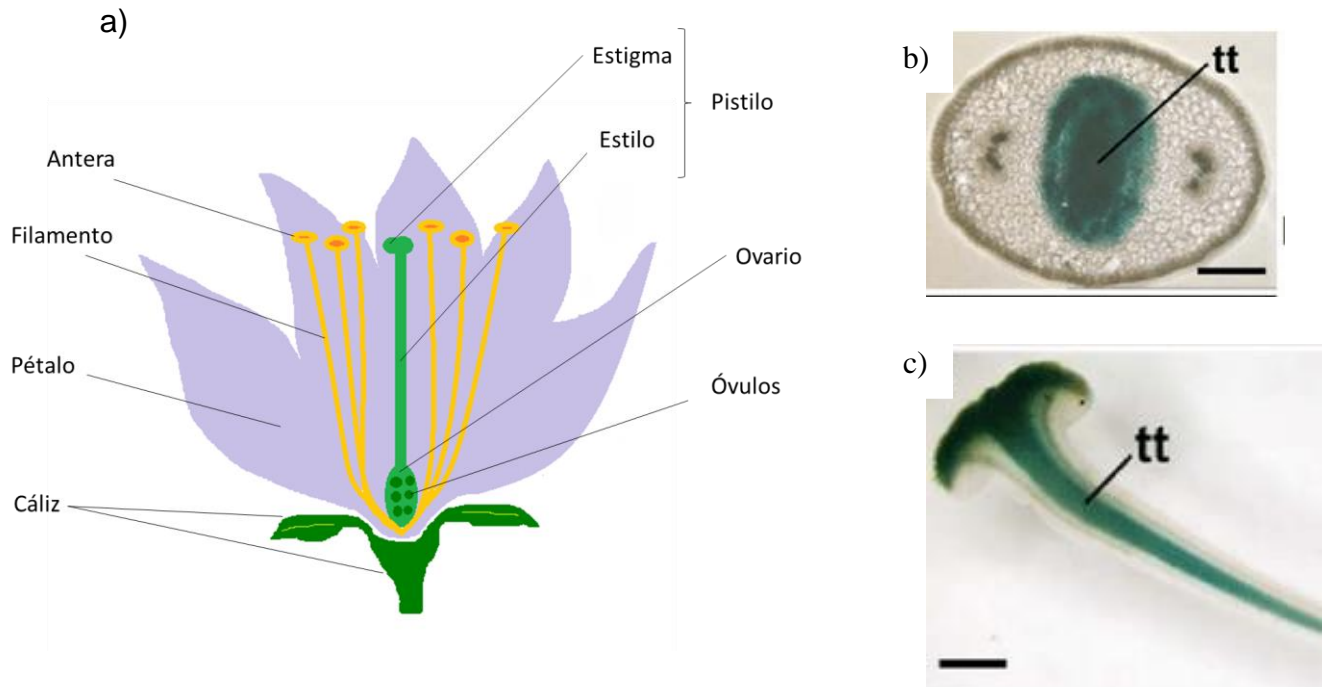 a)
Estigma
Pistilo
Estilo
Antera
Filamento
Ovario
Pétalo
Óvulos
Cáliz
b)
tt
c)
tt